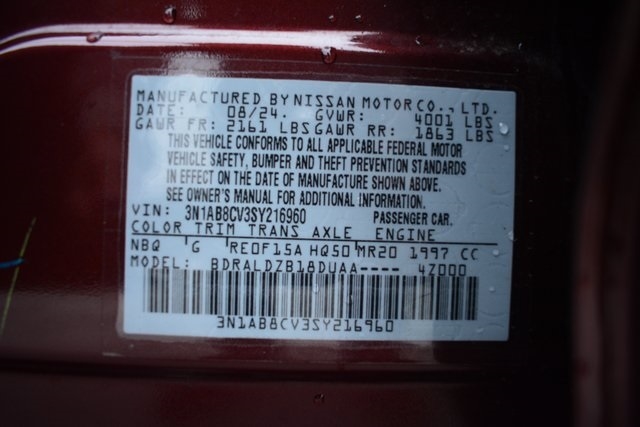 MANUFACTURED BY NISSAN MOTOR CO., LTD.
DATE: 08/24. GVWR: 4001 LBS
GAWR FR: 2161 LBS GAWR RR: 1863 LBS
THIS VEHICLE CONFORMS TO ALL APPLICABLE FEDERAL MOTOR
VEHICLE SAFETY, BUMPER AND THEFT PREVENTION STANDARDS
IN EFFECT ON THE DATE OF MANUFACTURE SHOWN ABOVE.
SEE OWNER'S MANUAL FOR ADDITIONAL INFORMATION.
VIN: 3N1AB8CV3SY216960 PASSENGER CAR.
COLOR TRIM TRANS AXLE ENGINE
NBQ G RE0F15A HQ50 MR20 1997 CC
MODEL: BDRALDZB18DUAA---- 4Z000
3N1AB8CV3SY216960